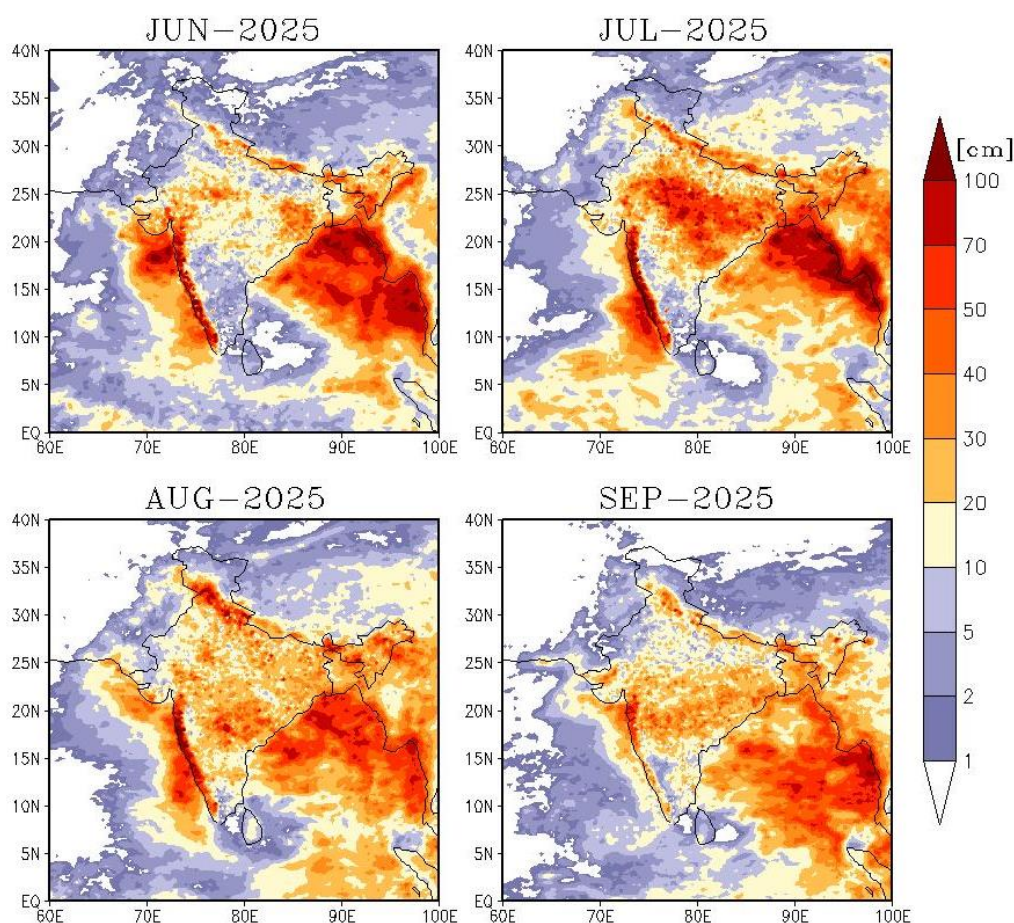 JUN-2025
JUL-2025
40N
35N
30N
25N
20N
15N
10N
5N
EQ
60E 70E 80E 90E 100E
40N
35N
30N
25N
20N
15N
10N
5N
EQ
60E 70E 80E 90E 100E
AUG-2025
SEP-2025
40N
35N
30N
25N
20N
15N
10N
5N
EQ
60E 70E 80E 90E 100E
40N
35N
30N
25N
20N
15N
10N
5N
EQ
60E 70E 80E 90E 100E
[cm]
100
70
50
40
30
20
10
5
2
1